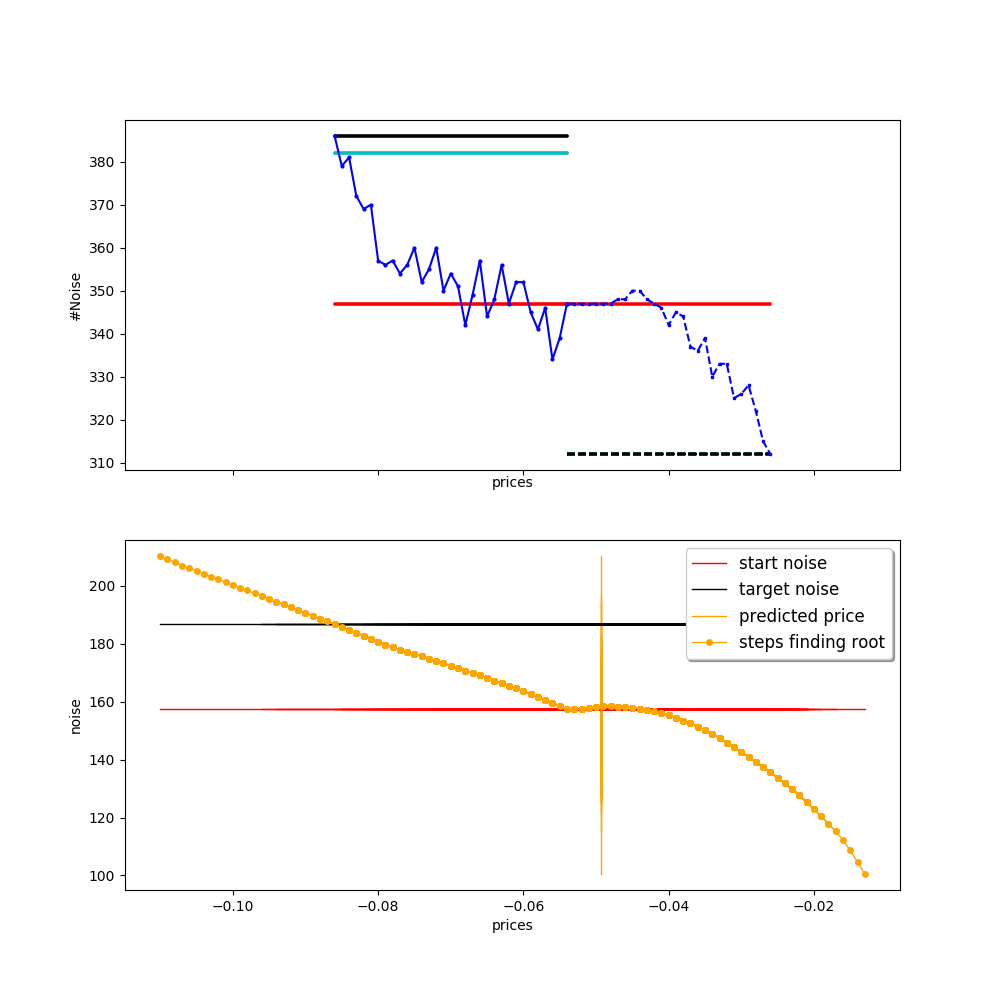 380
370
360
350
340
330
320
310
#Noise
prices
200
180
160
140
120
100
noise
start noise
target noise
predicted price
steps finding root
−0.10 −0.08 −0.06 −0.04 −0.02
prices